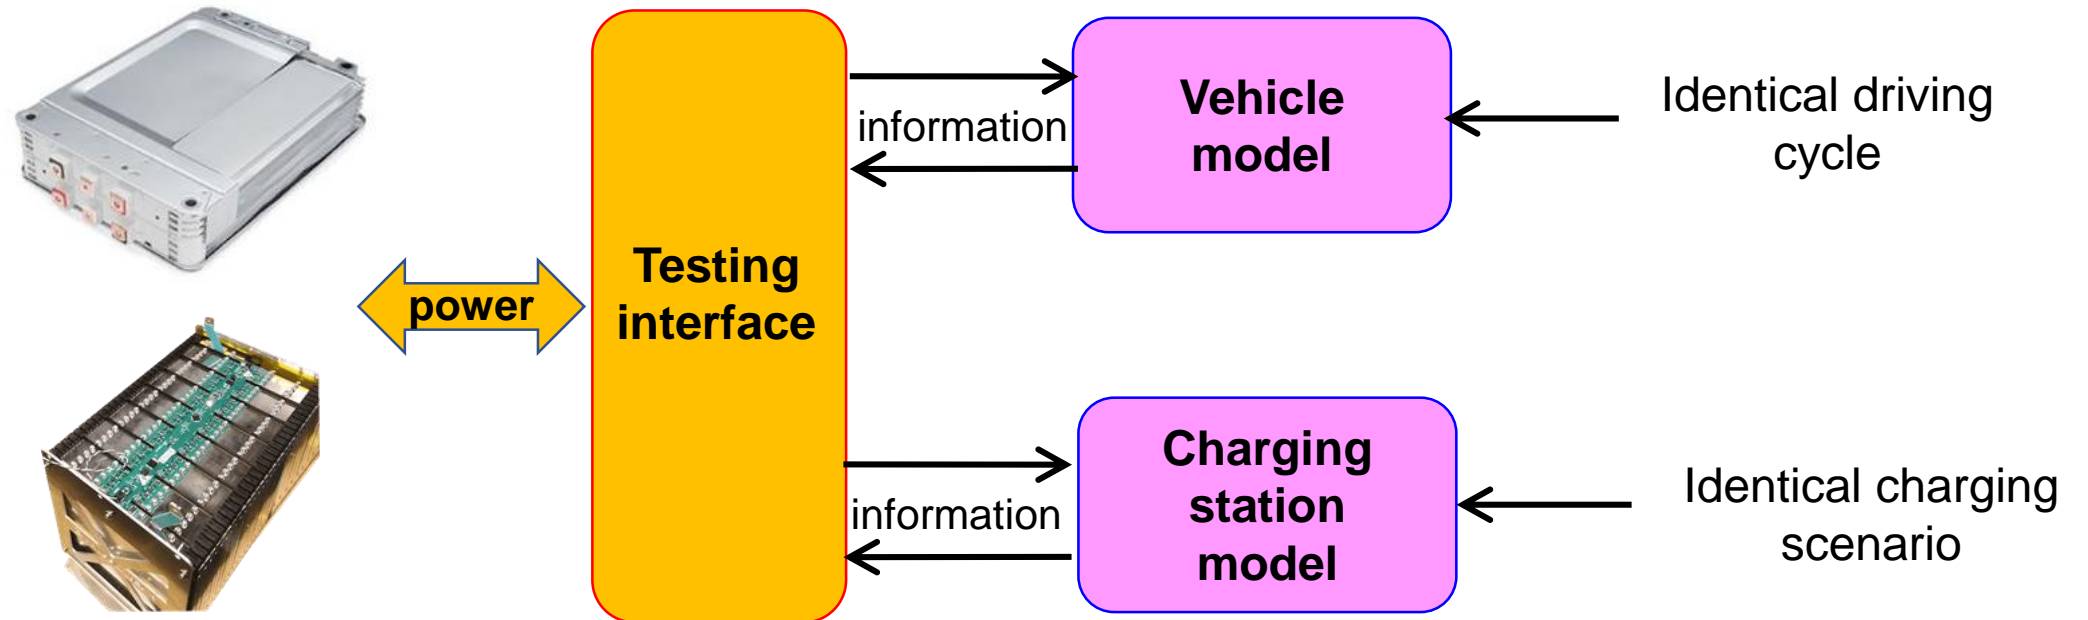 power
Testing
interface
information
Vehicle
model
Identical driving
cycle
information
Charging
station
model
Identical charging
scenario